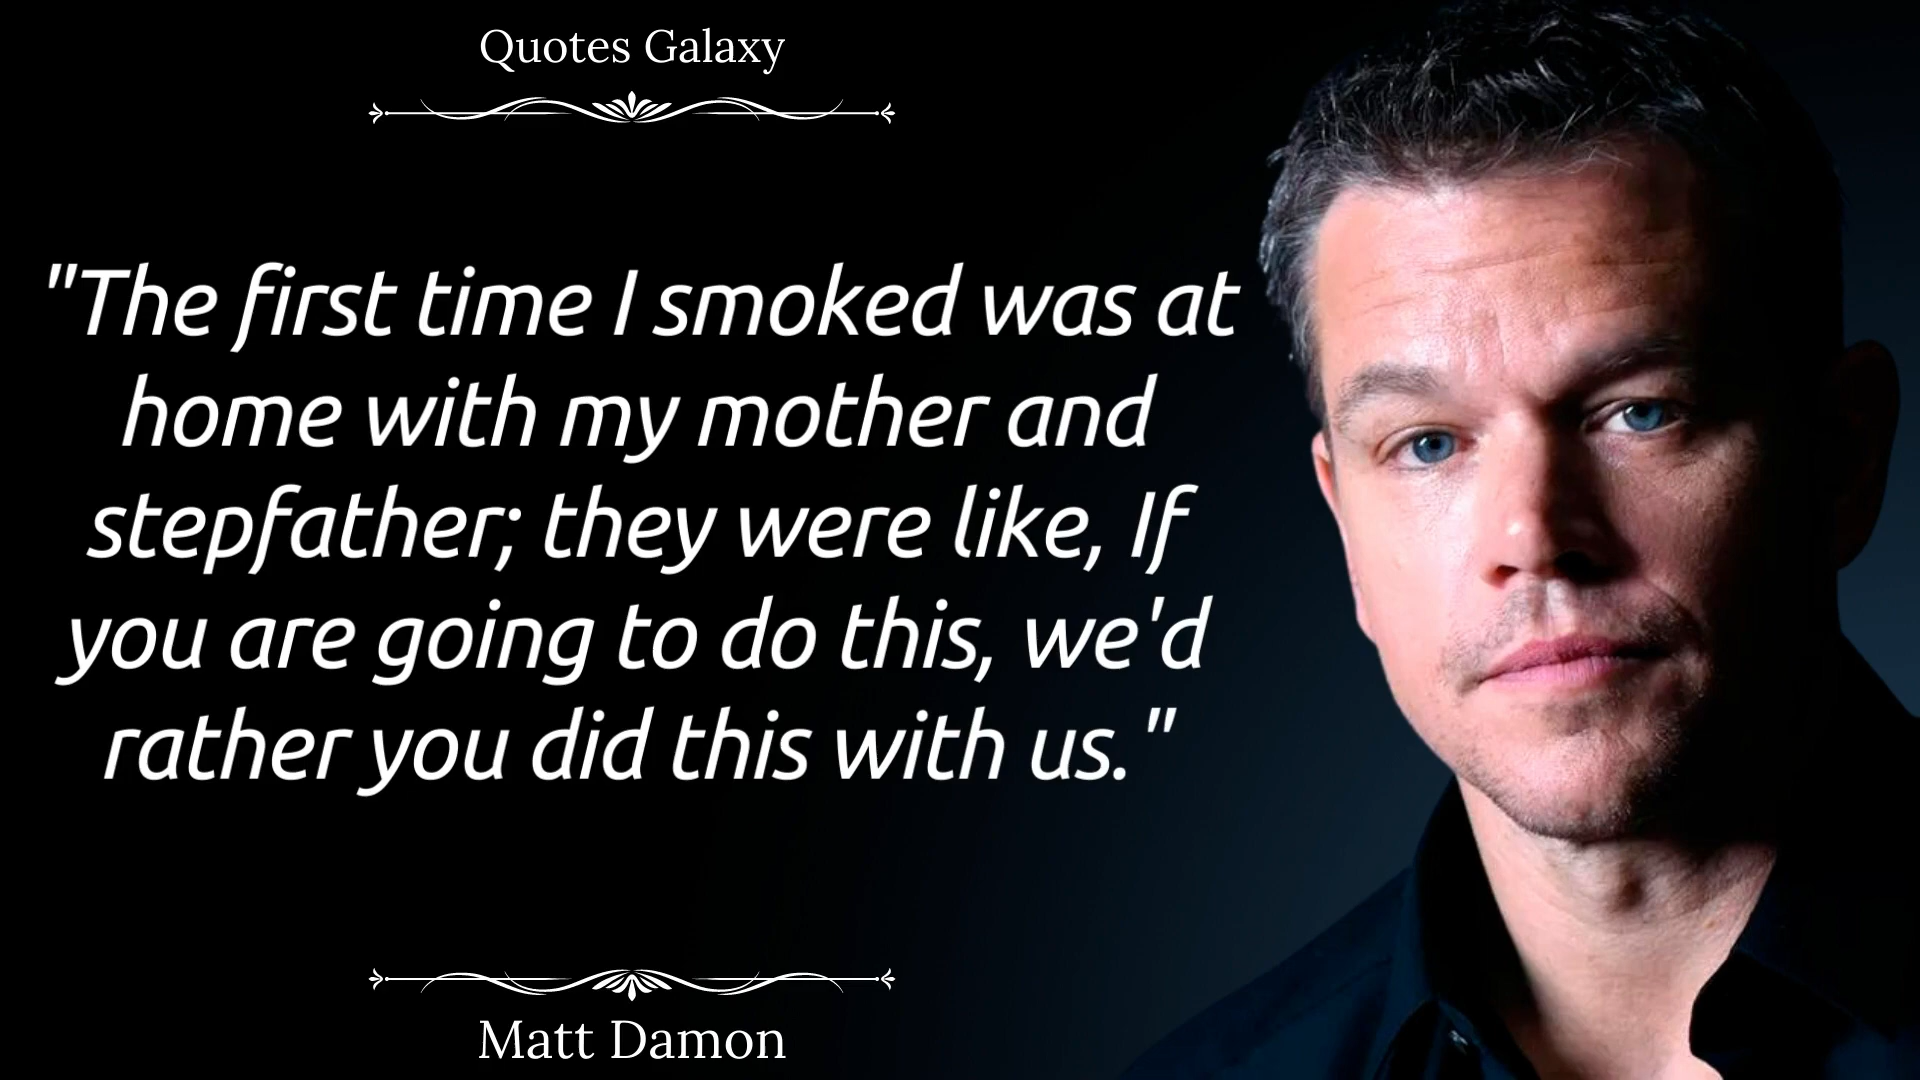 Quotes Galaxy
"The first time I smoked was at
home with my mother and
stepfather; they were like, If
you are going to do this, we'd
rather you did this with us."
Matt Damon